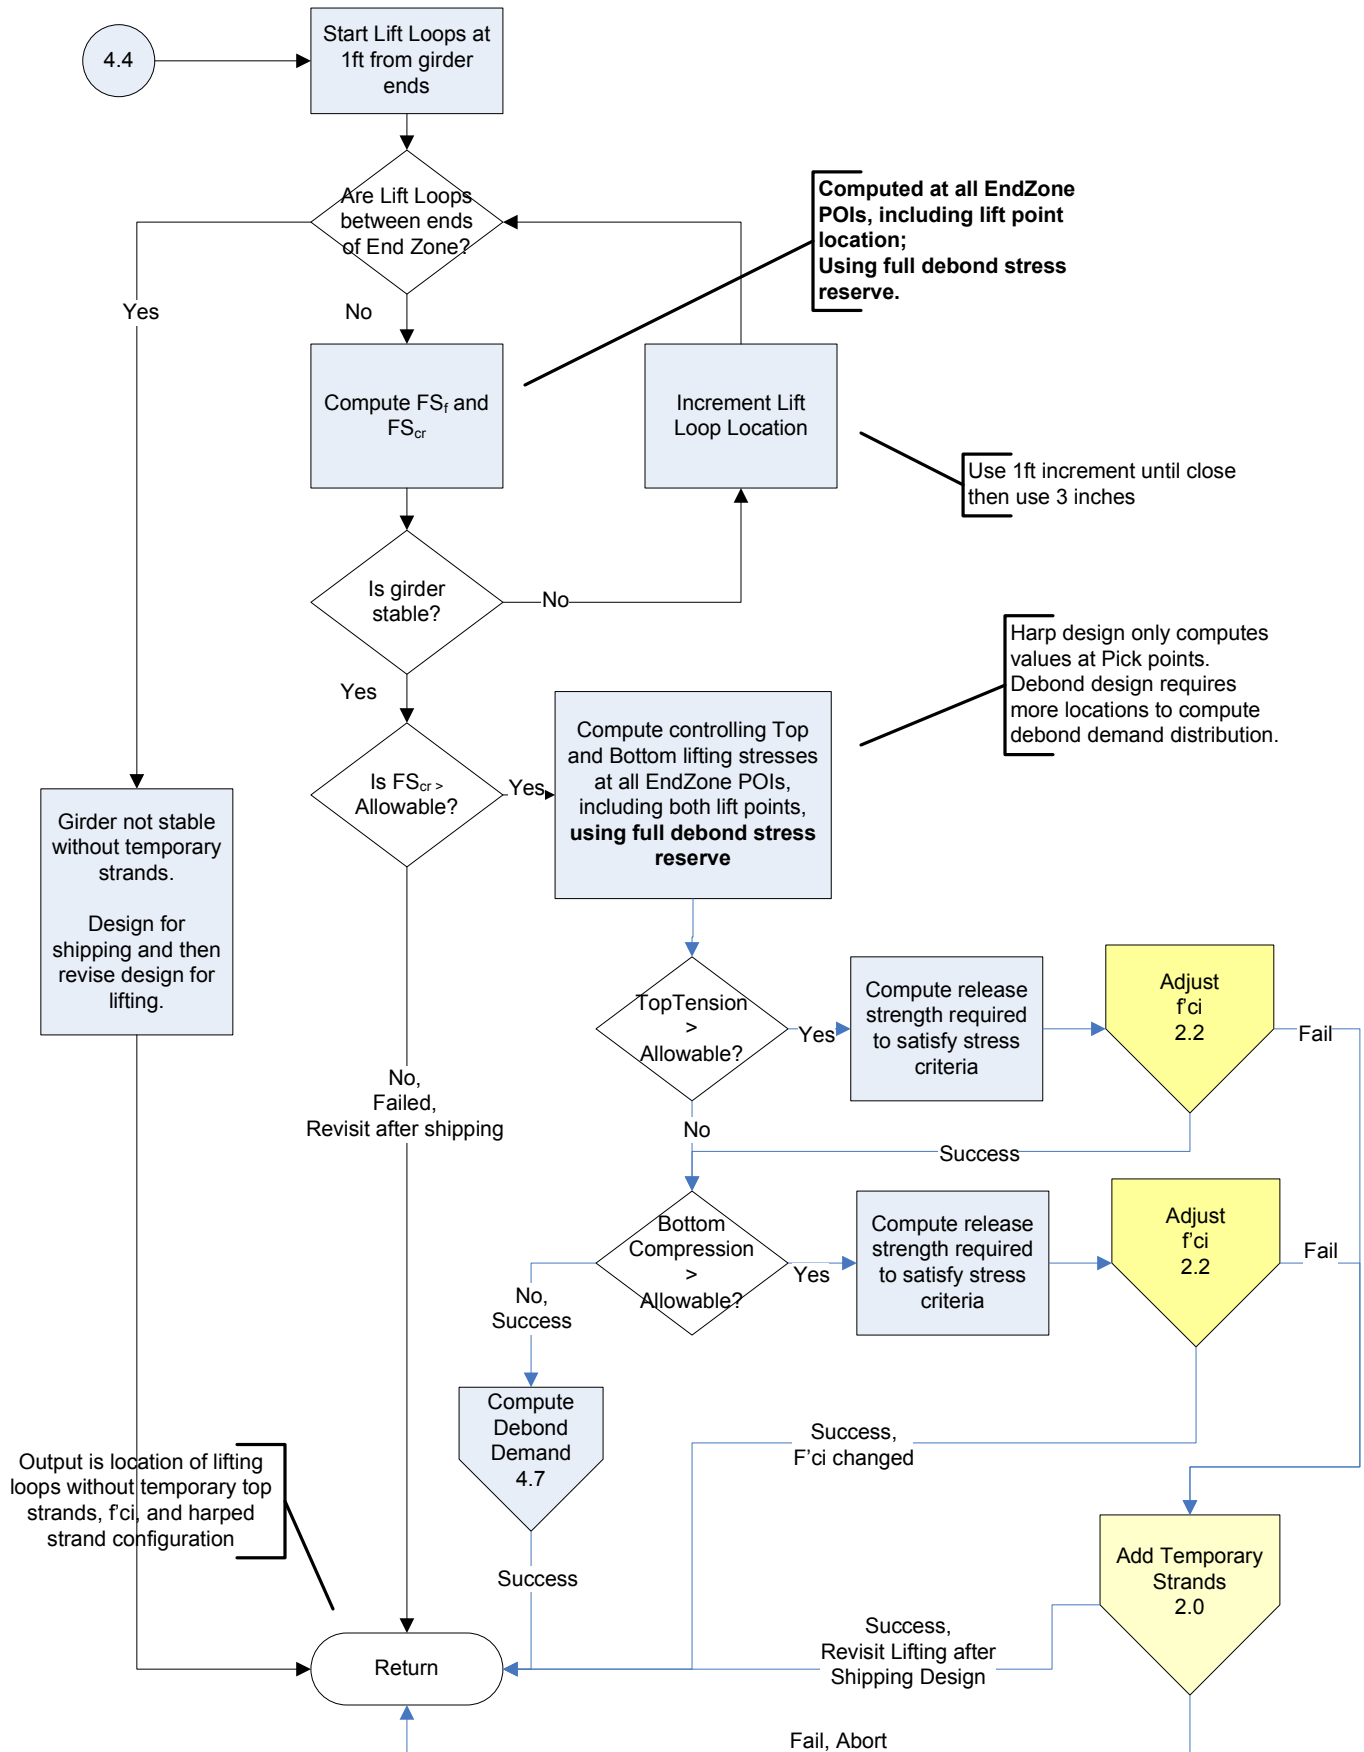 4.4
Start Lift Loops at
1ft from girder
ends
Are Lift Loops
between ends
of End Zone?
Computed at all EndZone
POIs, including lift point
location;
Using full debond stress
reserve.
Yes
No
Compute FSf and
FScr
Increment Lift
Loop Location
Use 1ft increment until close
then use 3 inches
Is girder
stable?
No
Harp design only computes
values at Pick points.
Debond design requires
more locations to compute
debond demand distribution.
Yes
Is FScr >
Allowable?
Yes
Compute controlling Top
and Bottom lifting stresses
at all EndZone POIs,
including both lift points,
using full debond stress
reserve
Girder not stable
without temporary
strands.
Design for
shipping and then
revise design for
lifting.
TopTension
>
Allowable?
Yes
Compute release
strength required
to satisfy stress
criteria
Adjust
f'ci
2.2
Fail
No,
Failed,
Revisit after shipping
No
Success
Bottom
Compression
>
Allowable?
Yes
Compute release
strength required
to satisfy stress
criteria
Adjust
f'ci
2.2
Fail
No,
Success
Compute
Debond
Demand
4.7
Success,
F'ci changed
Output is location of lifting
loops without temporary top
strands, f'ci, and harped
strand configuration
Success
Add Temporary
Strands
2.0
Success,
Revisit Lifting after
Shipping Design
Return
Fail, Abort